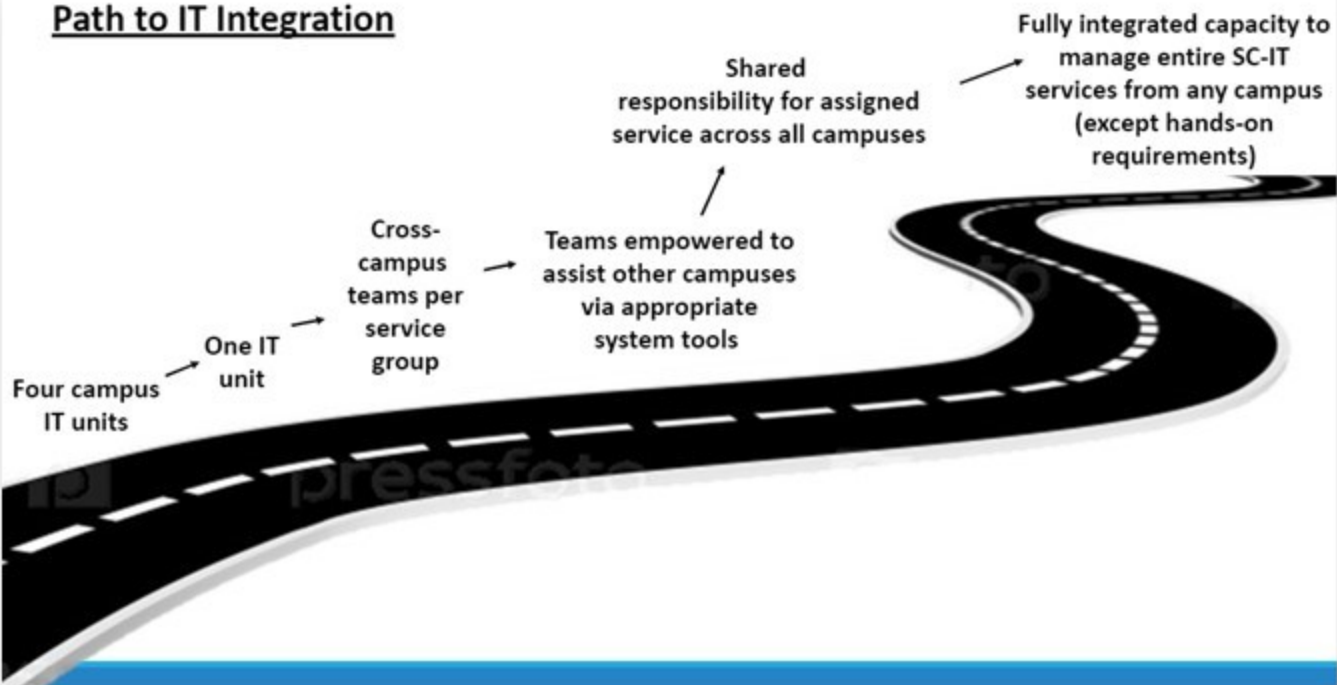 Path to IT Integration
Four campus
IT units
One IT
unit
Cross-
campus
teams per
service
group
Teams empowered to
assist other campuses
via appropriate
system tools
Shared
responsibility for assigned
service across all campuses
Fully integrated capacity to
manage entire SC-IT
services from any campus
(except hands-on
requirements)
pressfoto